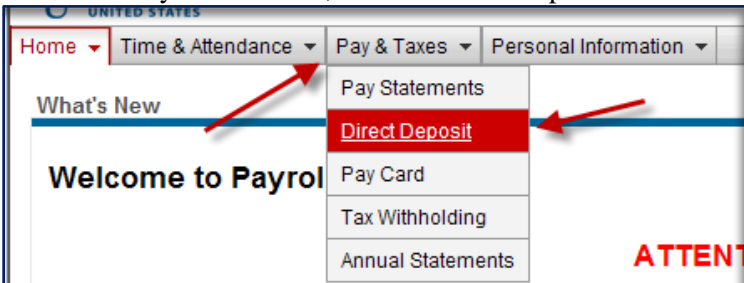 UNITED STATES
Home Time & Attendance Pay & Taxes Personal Information
Pay Statements
What's New
Direct Deposit
Welcome to Payrol
Pay Card
Tax Withholding
Annual Statements
ATTENT